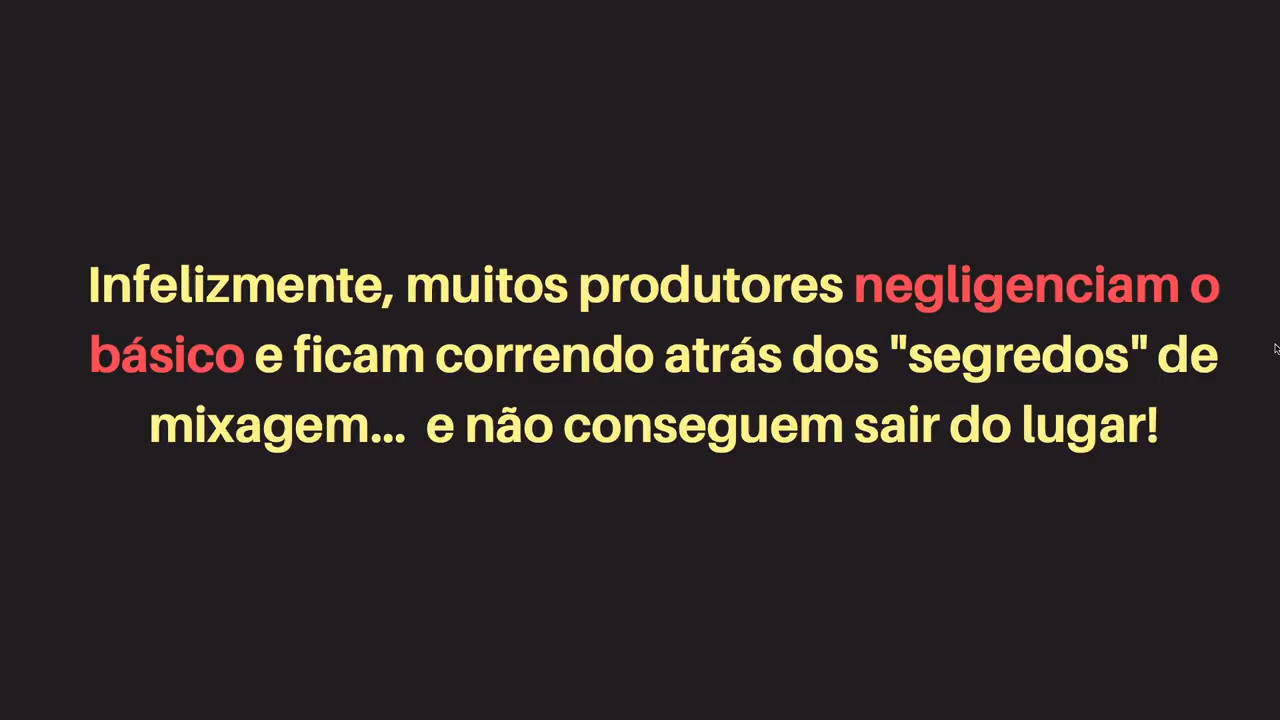 Infelizmente, muitos produtores negligenciam o
básico e ficam correndo atrás dos "segredos" de
mixagem... e não conseguem sair do lugar!